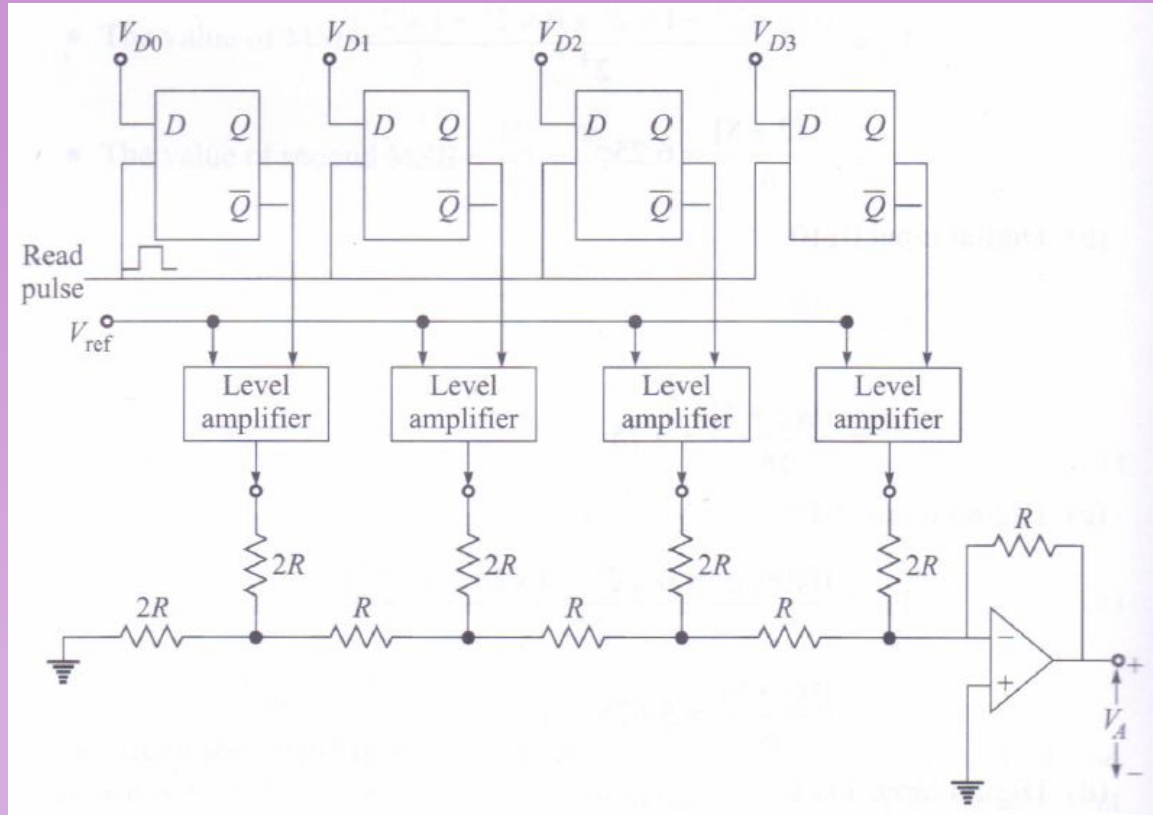 V_D0 V_D1 V_D2 V_D3
D Q D Q D Q D Q
Q̅ Q̅ Q̅ Q̅
Read
pulse
V_ref
Level Level Level Level
amplifier amplifier amplifier amplifier
R
2R 2R 2R 2R
2R R R R
−
+
+
V_A
−